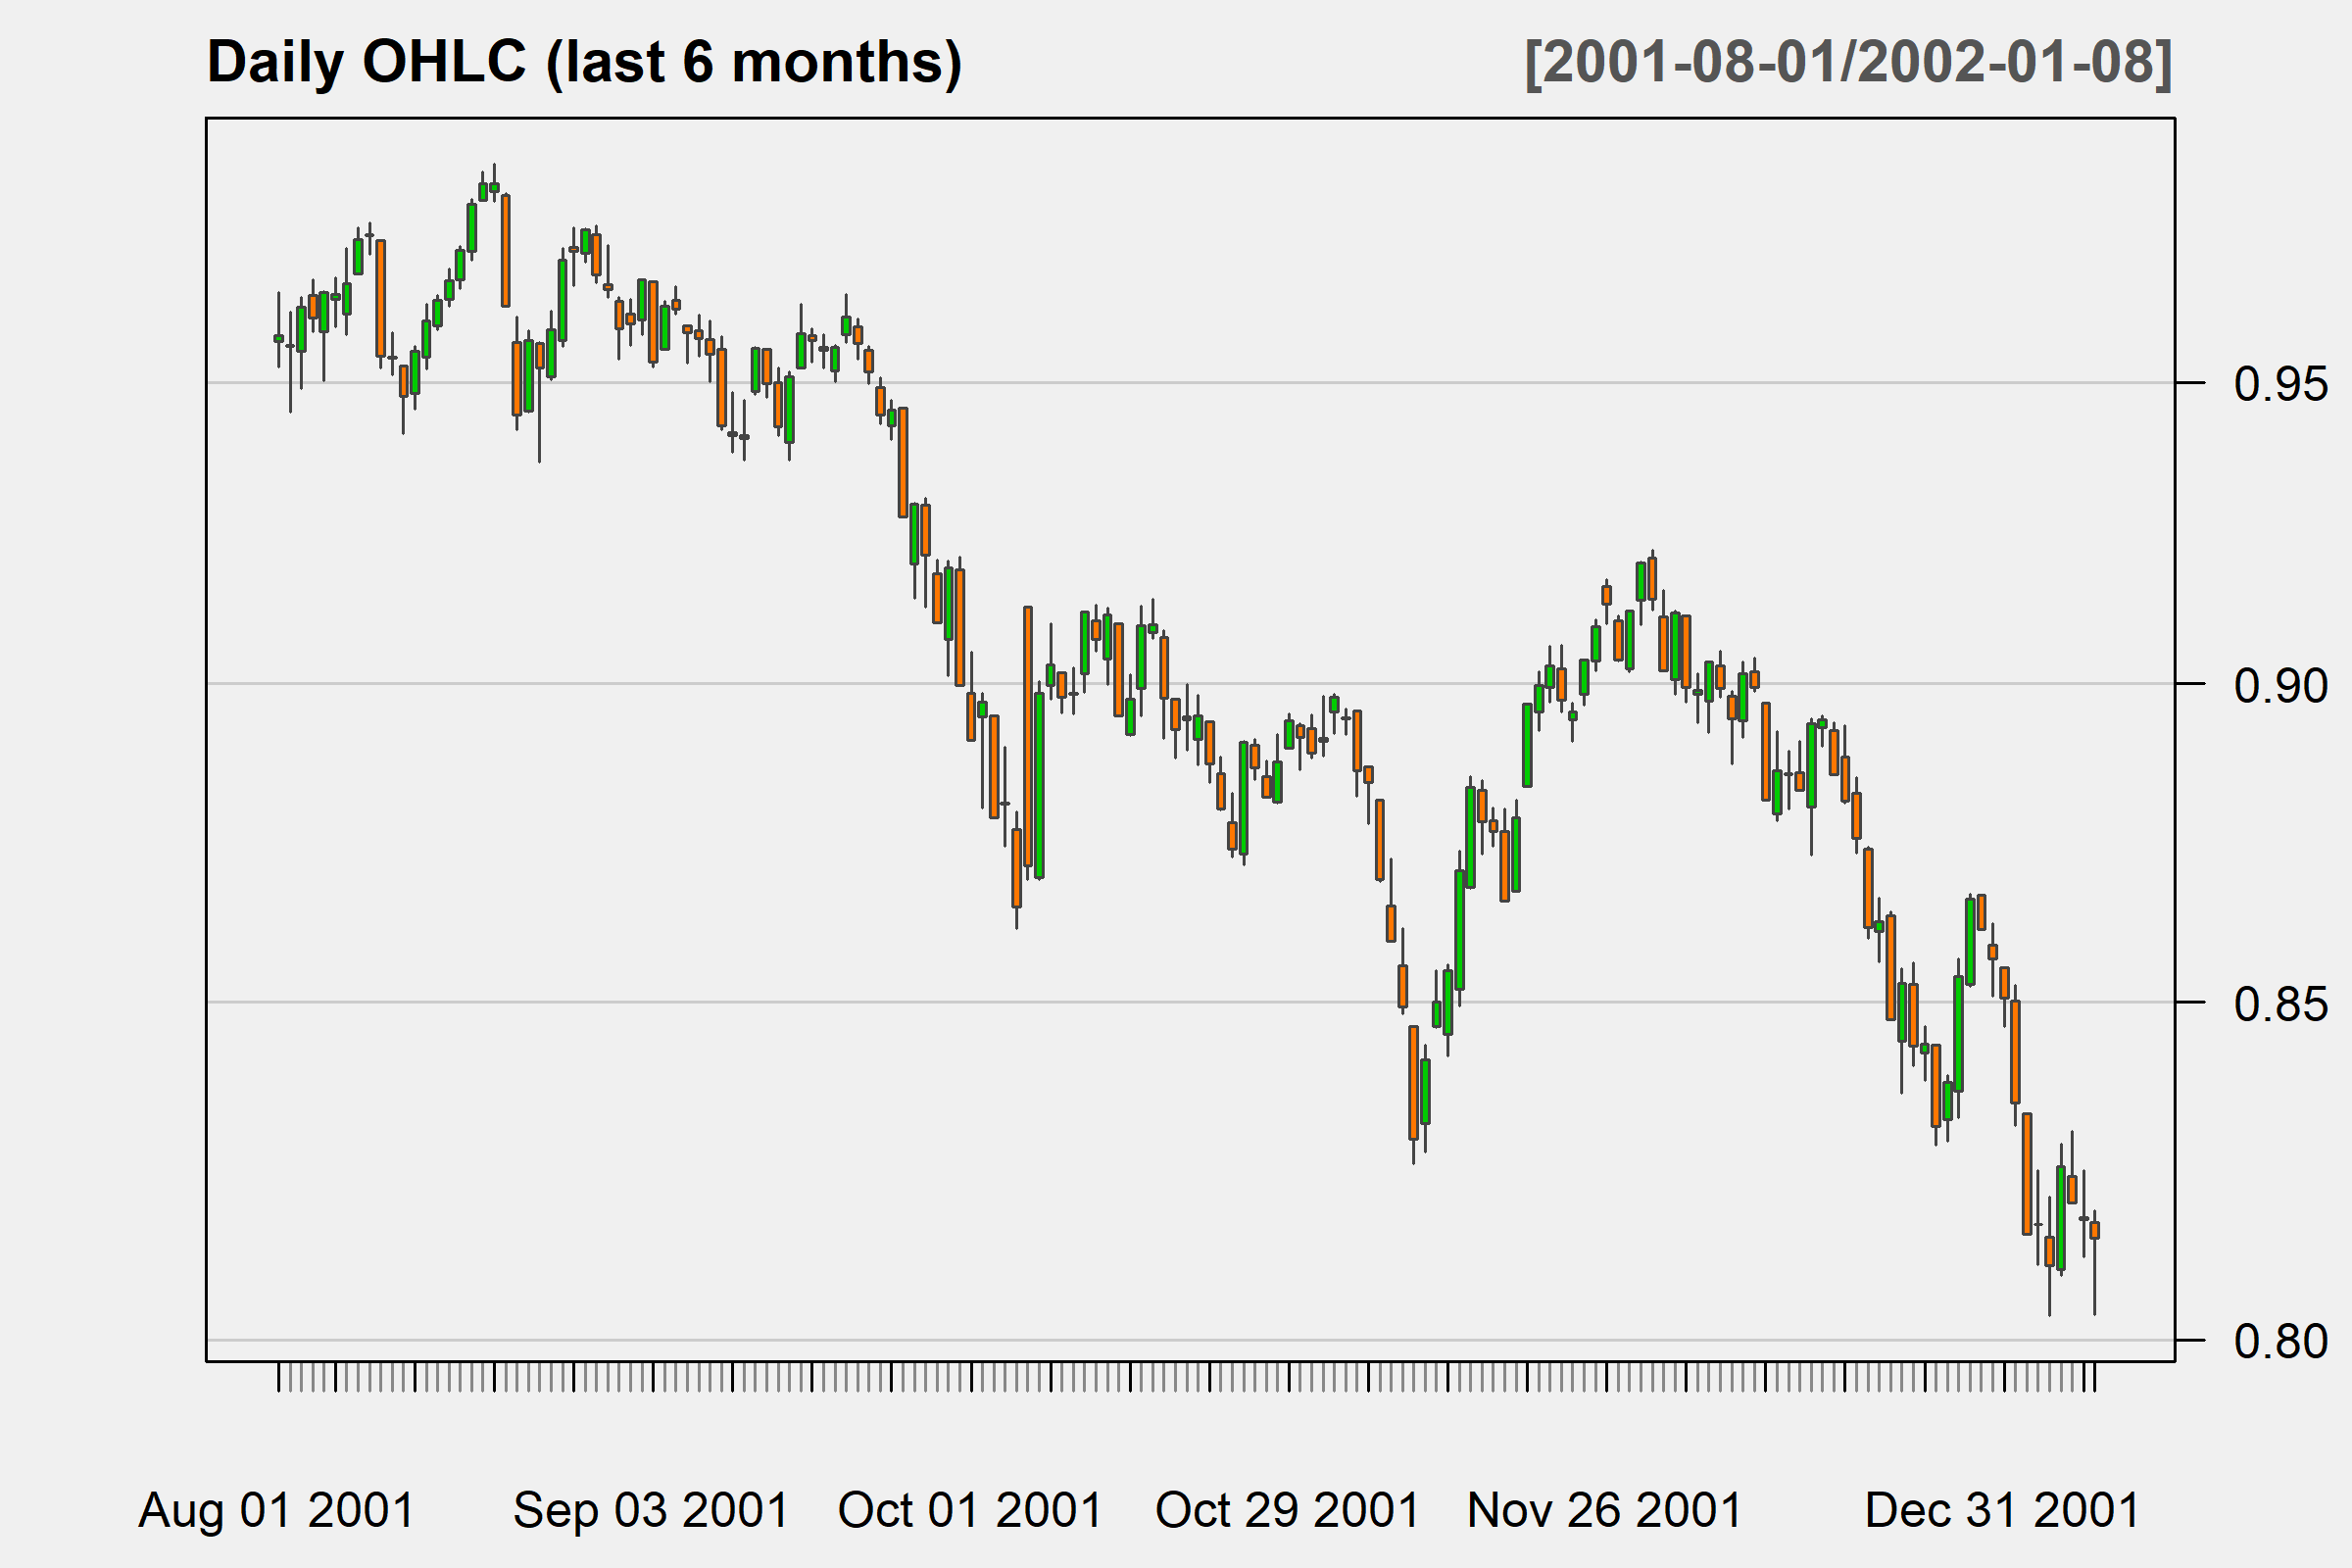 Daily OHLC (last 6 months) [2001-08-01/2002-01-08]
0.95
0.90
0.85
0.80
Aug 01 2001 Sep 03 2001 Oct 01 2001 Oct 29 2001 Nov 26 2001 Dec 31 2001